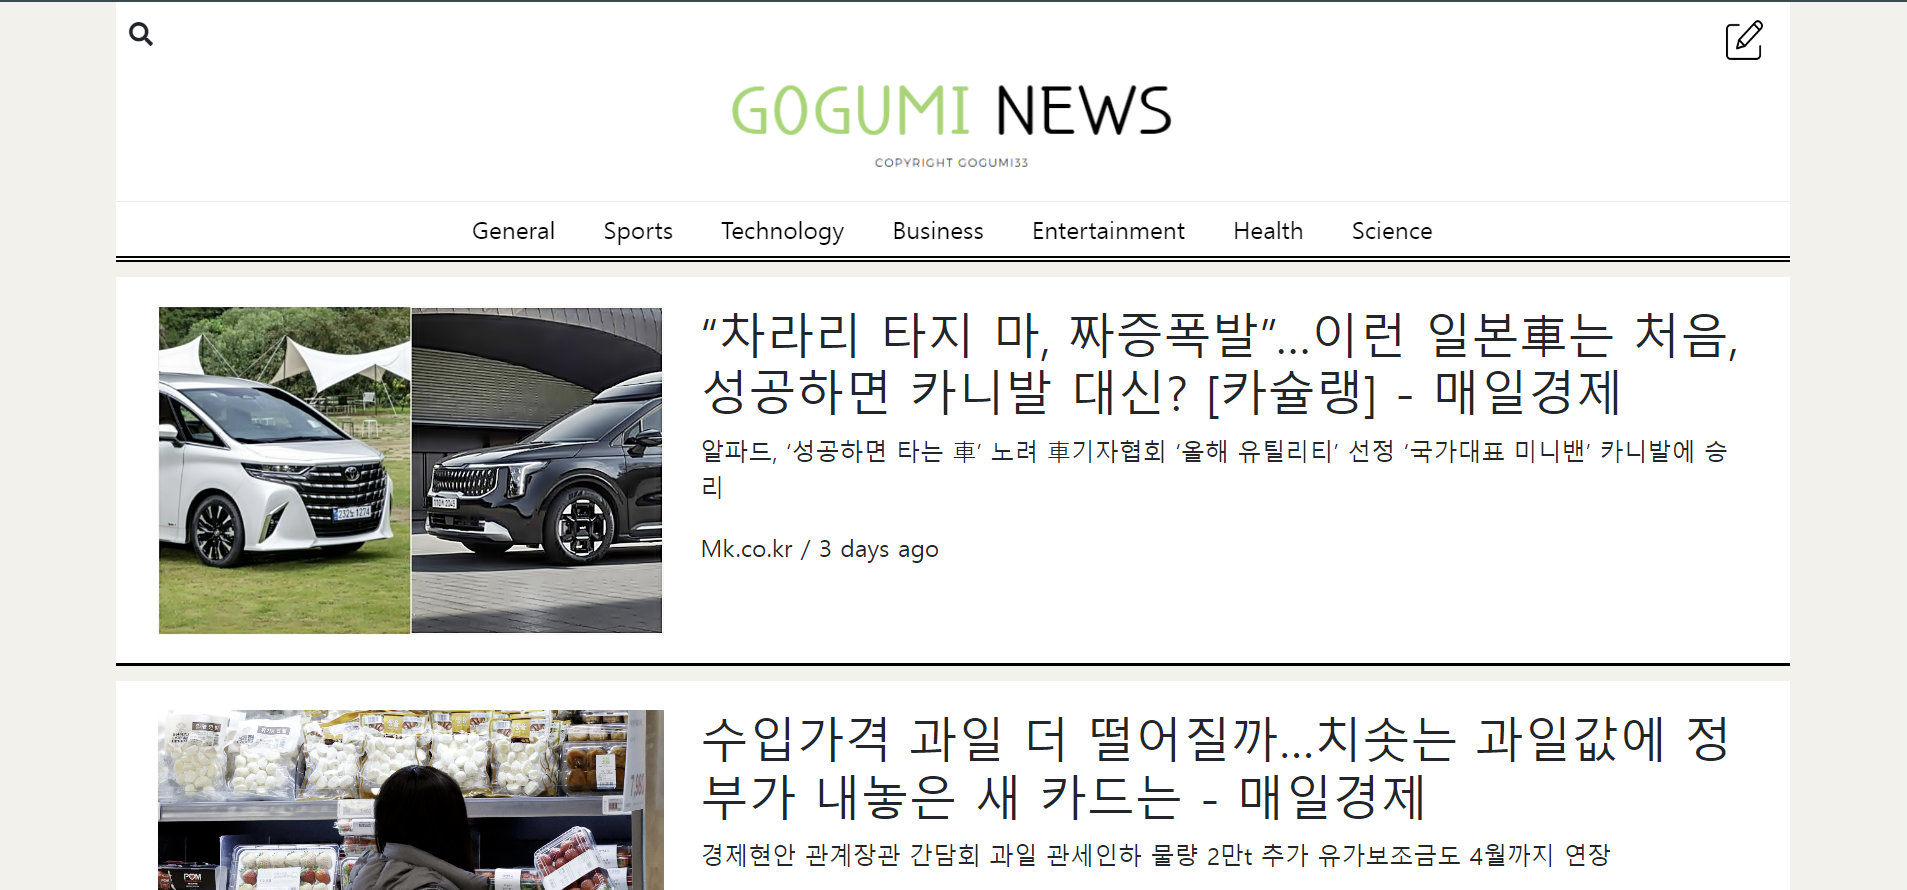 GOGUMI NEWS
COPYRIGHT GOGUMI33
General Sports Technology Business Entertainment Health Science
“차라리 타지 마, 짜증폭발”…이런 일본車는 처음,
성공하면 카니발 대신? [카슐랭] - 매일경제
알파드, ‘성공하면 타는 車’ 노려 車기자협회 ‘올해 유틸리티’ 선정 ‘국가대표 미니밴’ 카니발에 승
리
Mk.co.kr / 3 days ago
수입가격 과일 더 떨어질까…치솟는 과일값에 정
부가 내놓은 새 카드는 - 매일경제
경제현안 관계장관 간담회 과일 관세인하 물량 2만t 추가 유가보조금도 4월까지 연장
POM